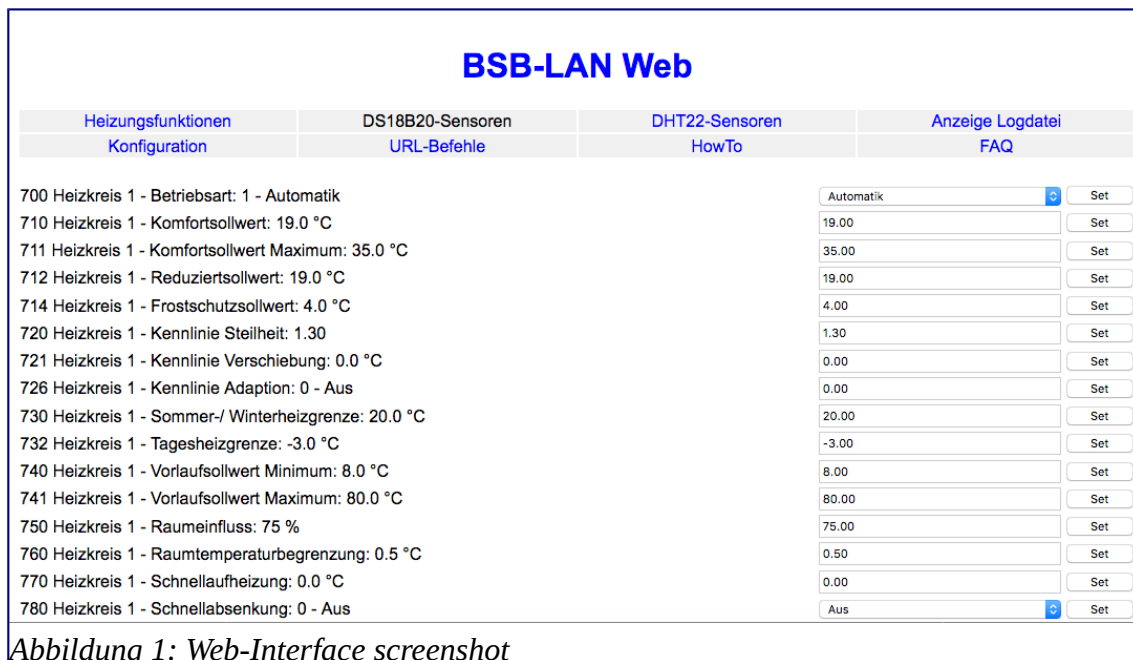 BSB-LAN Web
Heizungsfunktionen DS18B20-Sensoren DHT22-Sensoren Anzeige Logdatei
Konfiguration URL-Befehle HowTo FAQ
700 Heizkreis 1 - Betriebsart: 1 - Automatik Automatik Set
710 Heizkreis 1 - Komfortsollwert: 19.0 °C 19.00 Set
711 Heizkreis 1 - Komfortsollwert Maximum: 35.0 °C 35.00 Set
712 Heizkreis 1 - Reduziertsollwert: 19.0 °C 19.00 Set
714 Heizkreis 1 - Frostschutzsollwert: 4.0 °C 4.00 Set
720 Heizkreis 1 - Kennlinie Steilheit: 1.30 1.30 Set
721 Heizkreis 1 - Kennlinie Verschiebung: 0.0 °C 0.00 Set
726 Heizkreis 1 - Kennlinie Adaption: 0 - Aus 0.00 Set
730 Heizkreis 1 - Sommer-/ Winterheizgrenze: 20.0 °C 20.00 Set
732 Heizkreis 1 - Tagesheizgrenze: -3.0 °C -3.00 Set
740 Heizkreis 1 - Vorlaufsollwert Minimum: 8.0 °C 8.00 Set
741 Heizkreis 1 - Vorlaufsollwert Maximum: 80.0 °C 80.00 Set
750 Heizkreis 1 - Raumeinfluss: 75 % 75.00 Set
760 Heizkreis 1 - Raumtemperaturbegrenzung: 0.5 °C 0.50 Set
770 Heizkreis 1 - Schnellaufheizung: 0.0 °C 0.00 Set
780 Heizkreis 1 - Schnellabsenkung: 0 - Aus Aus Set
Abbildung 1: Web-Interface screenshot